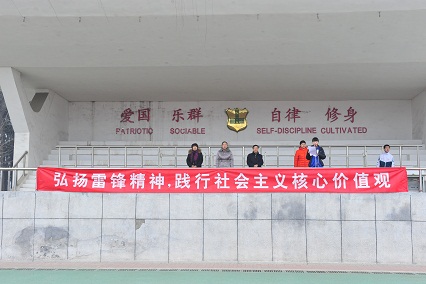 爱国 乐群 自律 修身
PATRIOTIC SOCIABLE SELF-DISCIPLINE CULTIVATED
弘扬雷锋精神,践行社会主义核心价值观